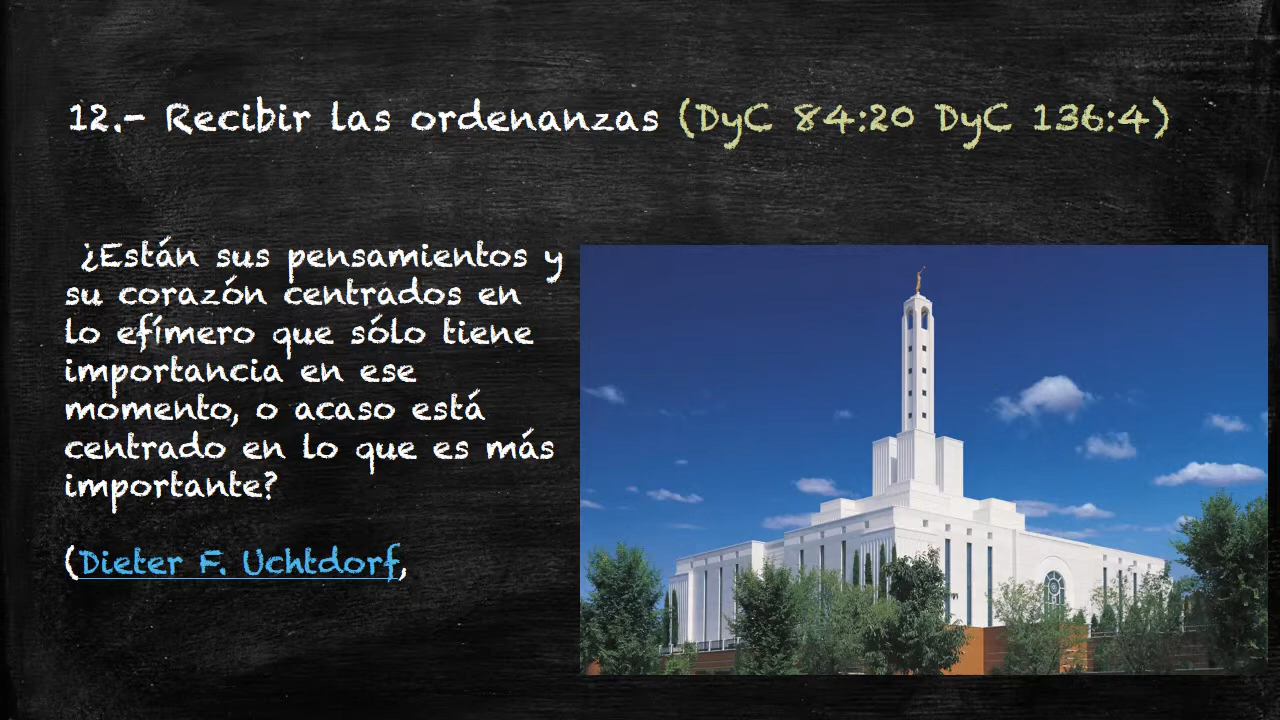 12.- Recibir las ordenanzas (DyC 84:20 DyC 136:4)
¿Están sus pensamientos y
su corazón centrados en
lo efímero que sólo tiene
importancia en ese
momento, o acaso está
centrado en lo que es más
importante?
(Dieter F. Uchtdorf,